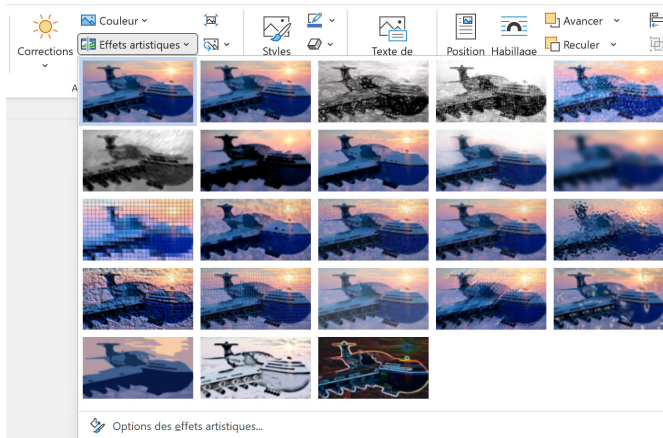 Couleur
Avancer
Effets artistiques
Corrections
Styles
Texte de
Position
Habillage
Reculer
A
Options des effets artistiques...